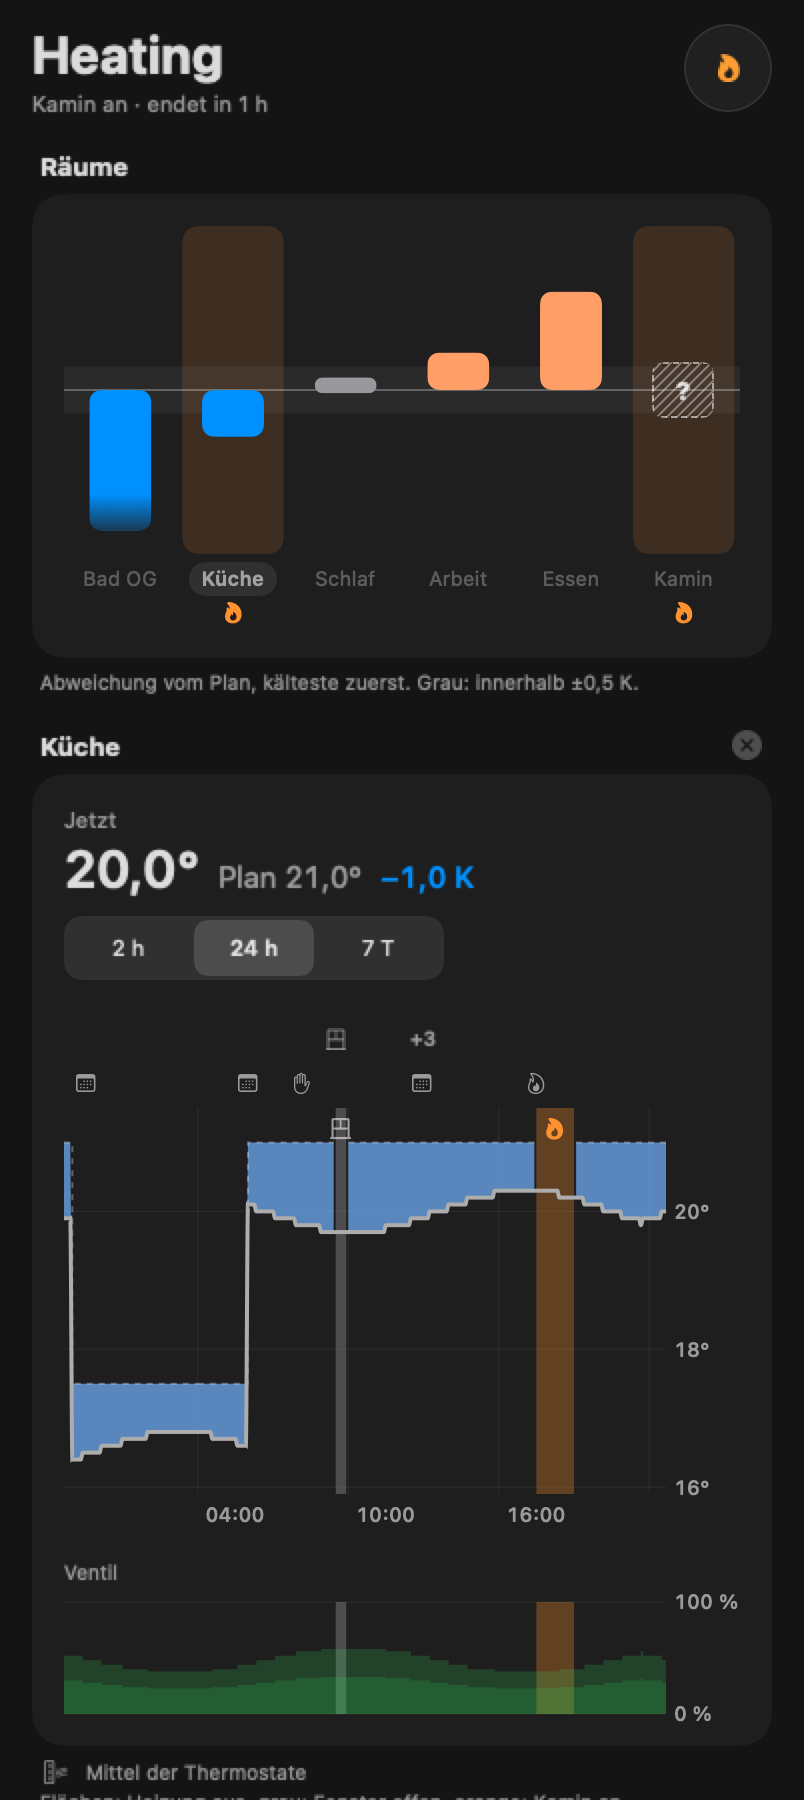 Heating
Kamin an · endet in 1 h
Räume
?
Bad OG Küche Schlaf Arbeit Essen Kamin
Abweichung vom Plan, kälteste zuerst. Grau: innerhalb ±0,5 K.
Küche
Jetzt
20,0° Plan 21,0° −1,0 K
2 h 24 h 7 T
+3
20°
18°
16°
04:00 10:00 16:00
Ventil
100 %
0 %
Mittel der Thermostate